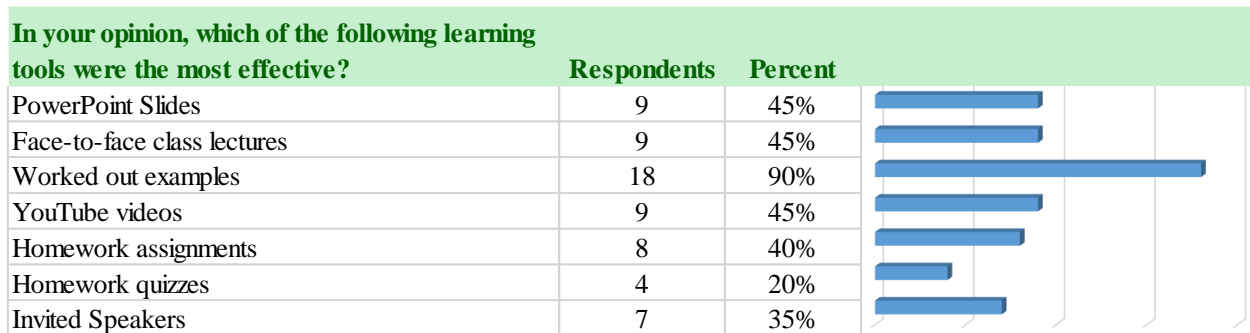 In your opinion, which of the following learning
tools were the most effective? Respondents Percent
PowerPoint Slides 9 45%
Face-to-face class lectures 9 45%
Worked out examples 18 90%
YouTube videos 9 45%
Homework assignments 8 40%
Homework quizzes 4 20%
Invited Speakers 7 35%